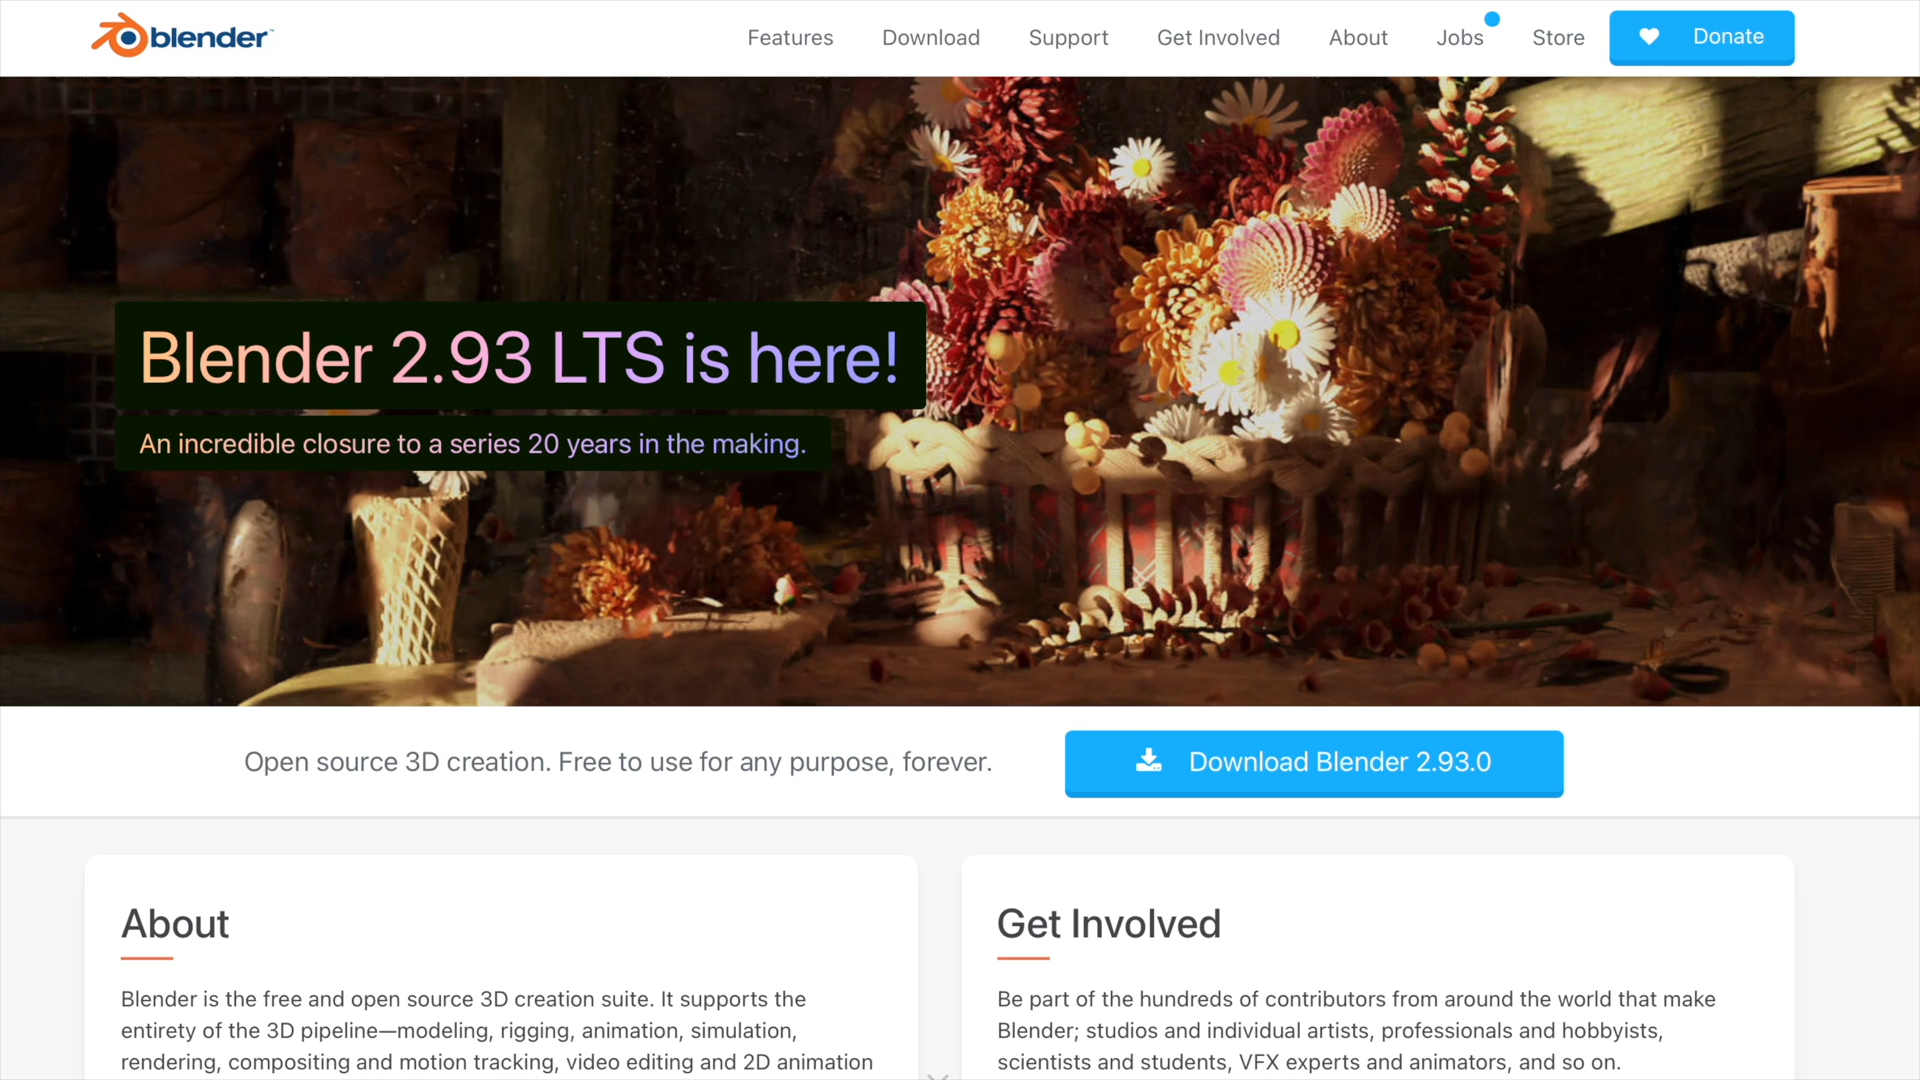 blender
Features Download Support Get Involved About Jobs Store Donate
Blender 2.93 LTS is here!
An incredible closure to a series 20 years in the making.
Open source 3D creation. Free to use for any purpose, forever.
Download Blender 2.93.0
About
Blender is the free and open source 3D creation suite. It supports the
entirety of the 3D pipeline—modeling, rigging, animation, simulation,
rendering, compositing and motion tracking, video editing and 2D animation
Get Involved
Be part of the hundreds of contributors from around the world that make
Blender; studios and individual artists, professionals and hobbyists,
scientists and students, VFX experts and animators, and so on.